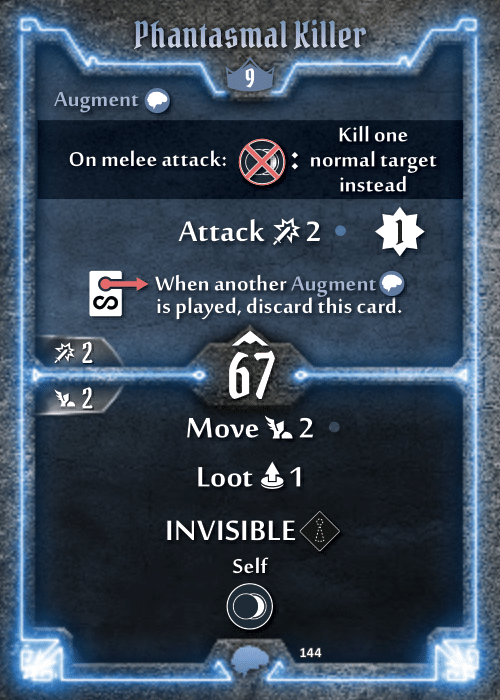 Phantasmal Killer
9
Augment
On melee attack: : Kill one
normal target
instead
Attack 2 1
When another Augment
is played, discard this card.
2
67
2
Move 2
Loot 1
INVISIBLE
Self
144